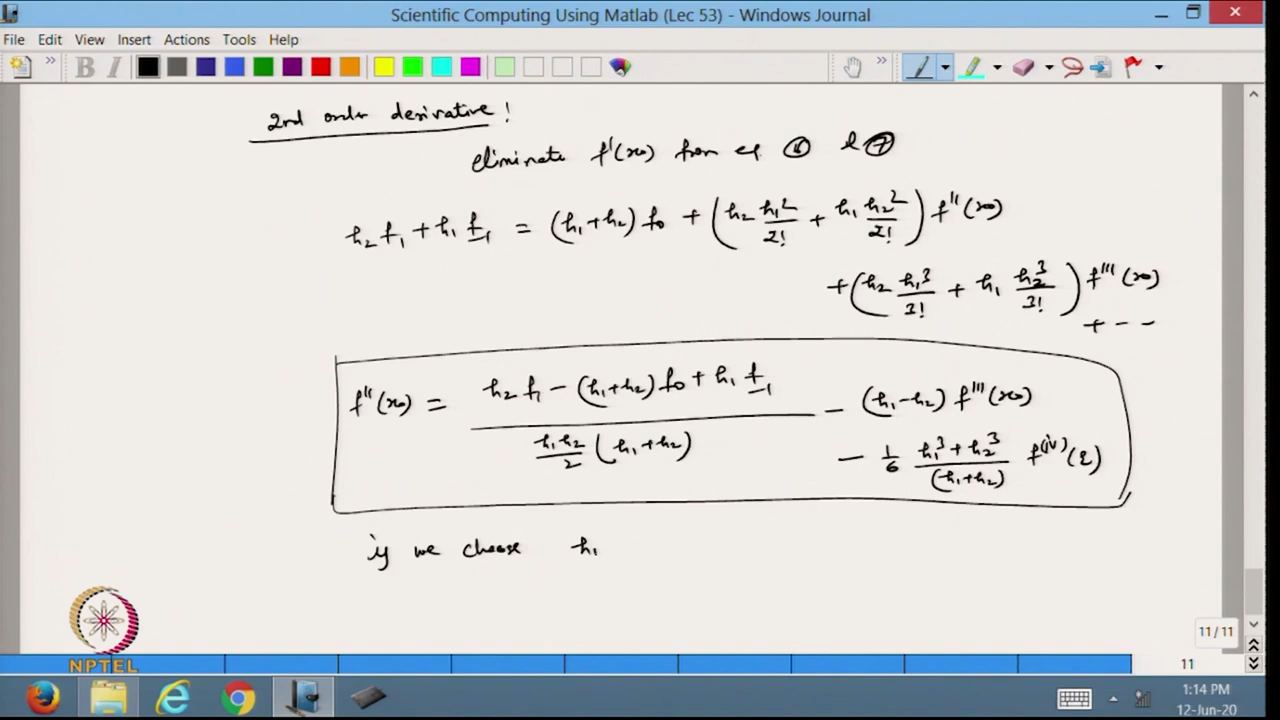 Scientific Computing Using Matlab (Lec 53) - Windows Journal
File Edit View Insert Actions Tools Help
2nd order derivative!
eliminate f'(x₀) from eq ⑥ & ⑦
h₂ f₁ + h₁ f₋₁ = (h₁+h₂) f₀ + (h₂ h₁²/2! + h₁ h₂²/2!) f''(x₀)
+ (h₂ h₁³/3! + h₁ h₂³/3!) f'''(x₀)
+ - -
f''(x₀) = (h₂ f₁ - (h₁+h₂) f₀ + h₁ f₋₁) / (h₁h₂/2 (h₁+h₂)) - (h₁-h₂) f'''(x₀)
- 1/6 (h₁³+h₂³)/(h₁+h₂) f⁽ⁱᵛ⁾(ξ)
if we choose h₁
NPTEL
11 / 11
11
1:14 PM
12-Jun-20